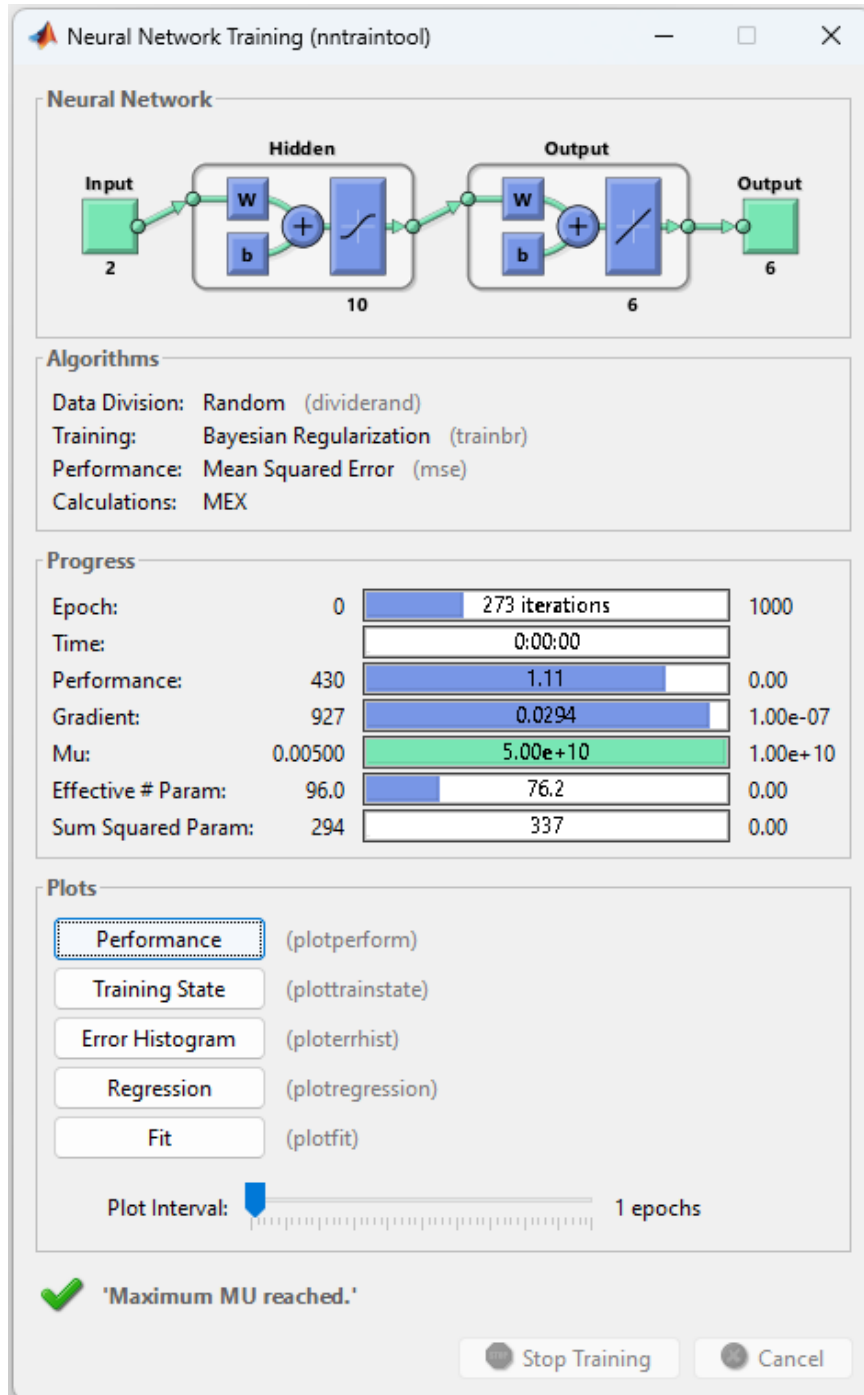 Neural Network Training (nntraintool)
Neural Network
Hidden Output
Input Output
W W
b b
2 6
10 6
Algorithms
Data Division: Random (dividerand)
Training: Bayesian Regularization (trainbr)
Performance: Mean Squared Error (mse)
Calculations: MEX
Progress
Epoch: 0 273 iterations 1000
Time: 0:00:00
Performance: 430 1.11 0.00
Gradient: 927 0.0294 1.00e-07
Mu: 0.00500 5.00e+10 1.00e+10
Effective # Param: 96.0 76.2 0.00
Sum Squared Param: 294 337 0.00
Plots
Performance (plotperform)
Training State (plottrainstate)
Error Histogram (ploterrhist)
Regression (plotregression)
Fit (plotfit)
Plot Interval: 1 epochs
'Maximum MU reached.'
Stop Training Cancel